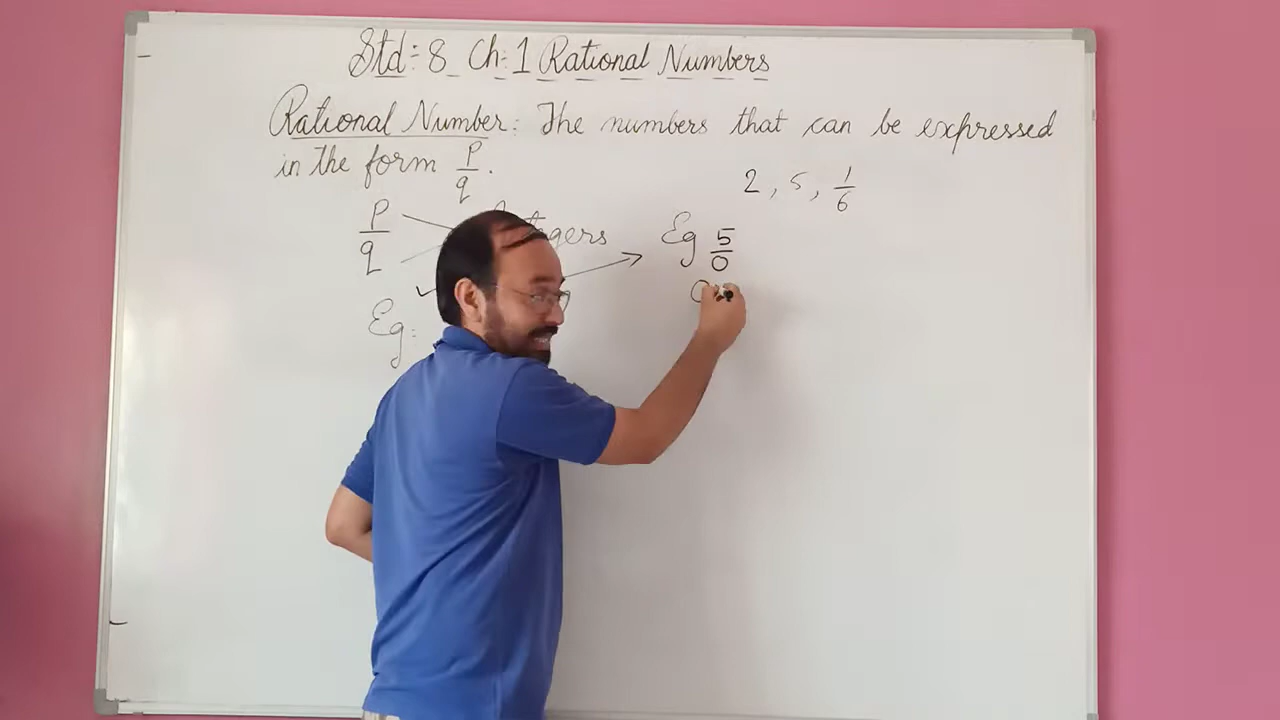 Std:- 8 Ch:1 Rational Numbers
Rational Number: The numbers that can be expressed
in the form p/q.
2, 5, 1/6
p/q
Eg 5/0
Eg: